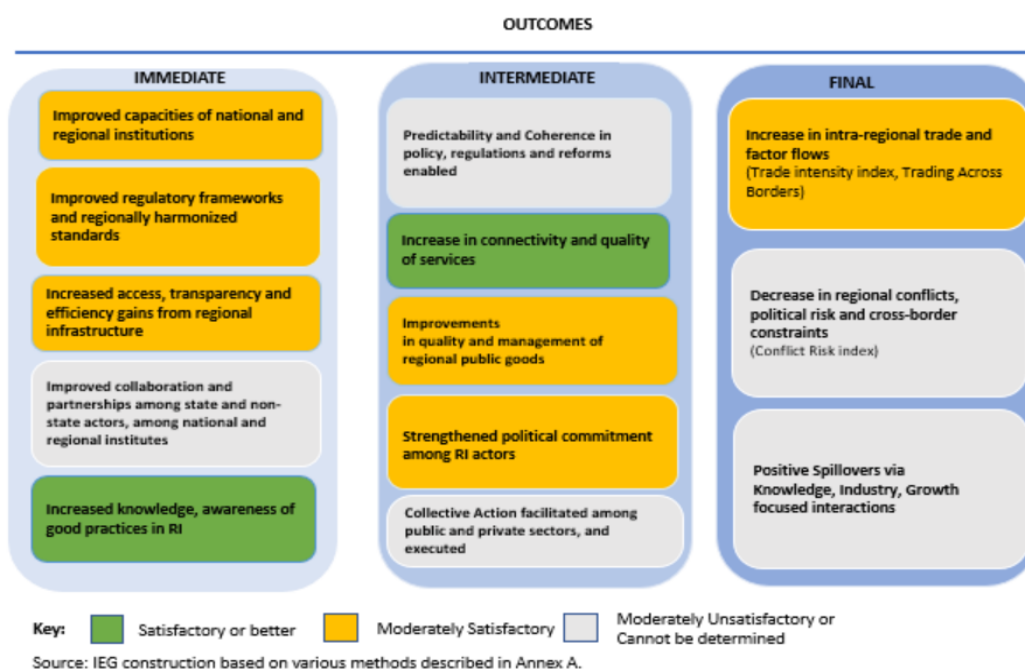 OUTCOMES
IMMEDIATE
Improved capacities of national and
regional institutions
Improved regulatory frameworks
and regionally harmonized
standards
Increased access, transparency and
efficiency gains from regional
infrastructure
Improved collaboration and
partnerships among state and non-
state actors, among national and
regional institutes
Increased knowledge, awareness of
good practices in RI
INTERMEDIATE
Predictability and Coherence in
policy, regulations and reforms
enabled
Increase in connectivity and quality
of services
Improvements
in quality and management of
regional public goods
Strengthened political commitment
among RI actors
Collective Action facilitated among
public and private sectors, and
executed
FINAL
Increase in intra-regional trade and
factor flows
(Trade intensity index, Trading Across
Borders)
Decrease in regional conflicts,
political risk and cross-border
constraints
(Conflict Risk index)
Positive Spillovers via
Knowledge, Industry, Growth
focused interactions
Key:
Satisfactory or better
Moderately Satisfactory
Moderately Unsatisfactory or
Cannot be determined
Source: IEG construction based on various methods described in Annex A.